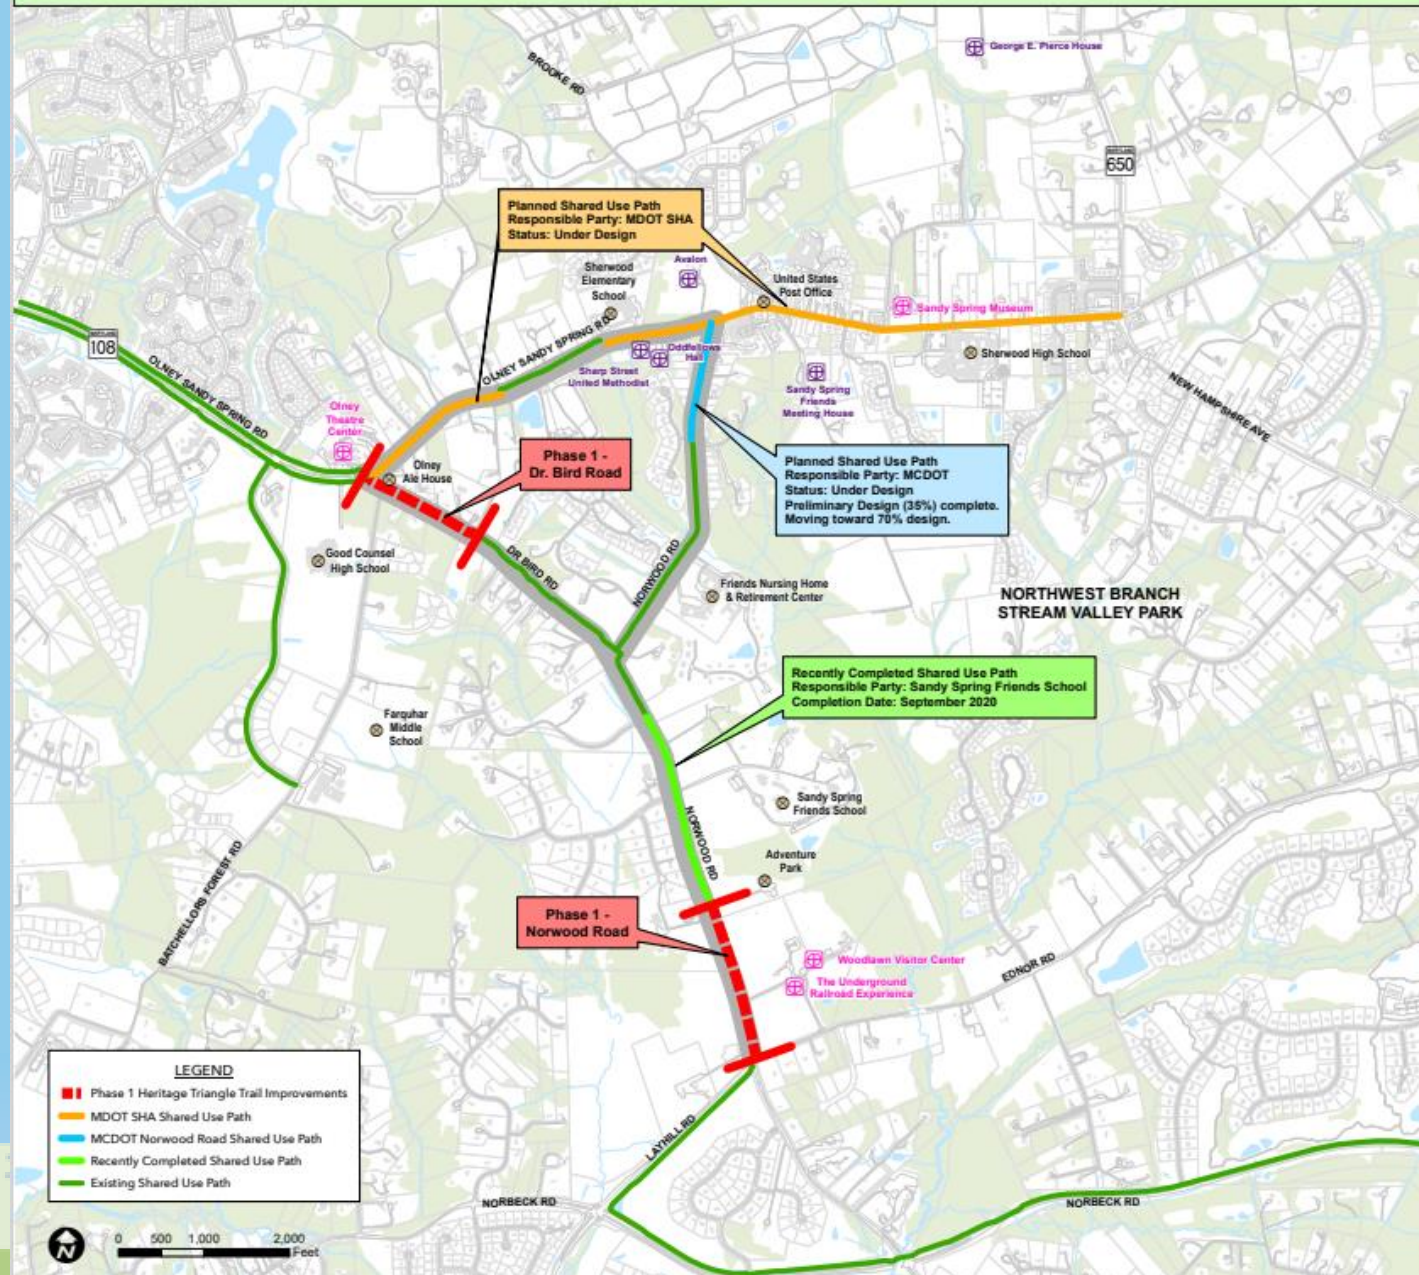 BROOKE RD
George E. Pierce House
MARYLAND
650
Planned Shared Use Path
Responsible Party: MDOT SHA
Status: Under Design
Sherwood
Elementary
School
Avalon
United States
Post Office
Sandy Spring Museum
MARYLAND
108
OLNEY SANDY SPRING RD
OLNEY SANDY SPRING RD
Oddfellows
Hall
Sharp Street
United Methodist
Sherwood High School
Sandy Spring
Friends
Meeting House
NEW HAMPSHIRE AVE
Olney
Theatre
Center
Olney
Ale House
Phase 1 -
Dr. Bird Road
Planned Shared Use Path
Responsible Party: MCDOT
Status: Under Design
Preliminary Design (35%) complete.
Moving toward 70% design.
Good Counsel
High School
DR BIRD RD
NORWOOD RD
Friends Nursing Home
& Retirement Center
NORTHWEST BRANCH
STREAM VALLEY PARK
Recently Completed Shared Use Path
Responsible Party: Sandy Spring Friends School
Completion Date: September 2020
Farquhar
Middle
School
Sandy Spring
Friends School
NORWOOD RD
Adventure
Park
BATCHELLORS FOREST RD
Phase 1 -
Norwood Road
Woodlawn Visitor Center
The Underground
Railroad Experience
EDNOR RD
LAYHILL RD
NORBECK RD
NORBECK RD
LEGEND
Phase 1 Heritage Triangle Trail Improvements
MDOT SHA Shared Use Path
MCDOT Norwood Road Shared Use Path
Recently Completed Shared Use Path
Existing Shared Use Path
N
0 500 1,000 2,000
Feet